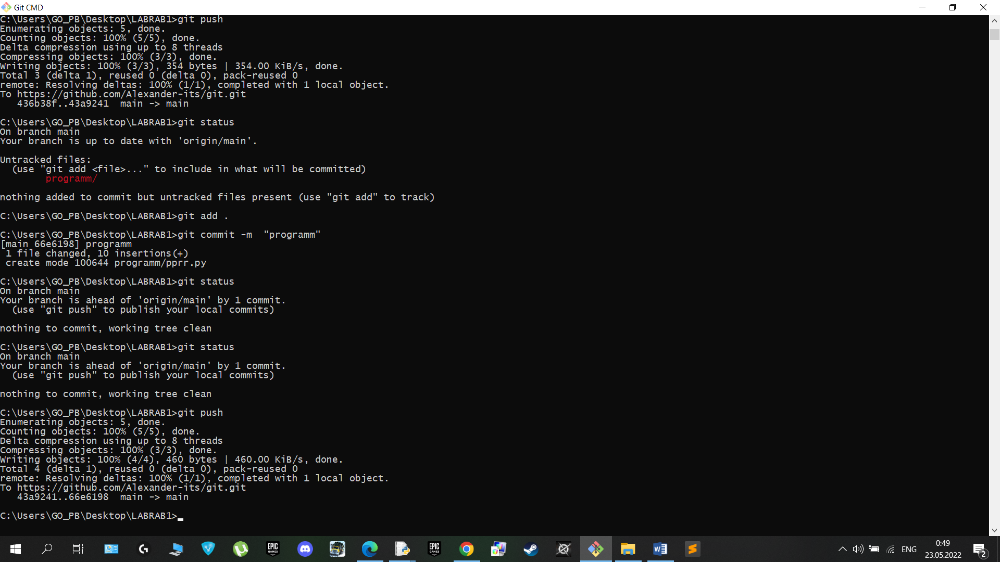 Git CMD
C:\Users\GO_PB\Desktop\LABRAB1>git push
Enumerating objects: 5, done.
Counting objects: 100% (5/5), done.
Delta compression using up to 8 threads
Compressing objects: 100% (3/3), done.
Writing objects: 100% (3/3), 354 bytes | 354.00 KiB/s, done.
Total 3 (delta 1), reused 0 (delta 0), pack-reused 0
remote: Resolving deltas: 100% (1/1), completed with 1 local object.
To https://github.com/Alexander-its/git.git
   436b38f..43a9241  main -> main

C:\Users\GO_PB\Desktop\LABRAB1>git status
On branch main
Your branch is up to date with 'origin/main'.

Untracked files:
  (use "git add <file>..." to include in what will be committed)
        programm/

nothing added to commit but untracked files present (use "git add" to track)

C:\Users\GO_PB\Desktop\LABRAB1>git add .

C:\Users\GO_PB\Desktop\LABRAB1>git commit -m  "programm"
[main 66e6198] programm
 1 file changed, 10 insertions(+)
 create mode 100644 programm/pprr.py

C:\Users\GO_PB\Desktop\LABRAB1>git status
On branch main
Your branch is ahead of 'origin/main' by 1 commit.
  (use "git push" to publish your local commits)

nothing to commit, working tree clean

C:\Users\GO_PB\Desktop\LABRAB1>git status
On branch main
Your branch is ahead of 'origin/main' by 1 commit.
  (use "git push" to publish your local commits)

nothing to commit, working tree clean

C:\Users\GO_PB\Desktop\LABRAB1>git push
Enumerating objects: 5, done.
Counting objects: 100% (5/5), done.
Delta compression using up to 8 threads
Compressing objects: 100% (3/3), done.
Writing objects: 100% (4/4), 460 bytes | 460.00 KiB/s, done.
Total 4 (delta 1), reused 0 (delta 0), pack-reused 0
remote: Resolving deltas: 100% (1/1), completed with 1 local object.
To https://github.com/Alexander-its/git.git
   43a9241..66e6198  main -> main

C:\Users\GO_PB\Desktop\LABRAB1>
EPIC GAMES
EPIC GAMES
ENG
0:49
23.05.2022
2